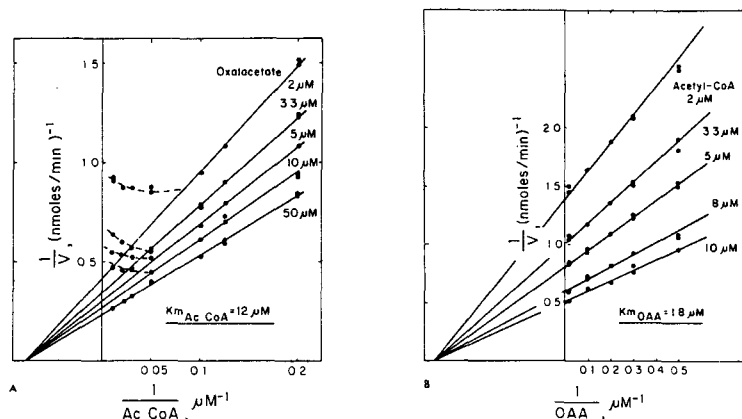 1.5
1.0
0.5
1/V, (nmoles/min)⁻¹
Oxalacetate
2 μM
3.3 μM
5 μM
10 μM
50 μM
Km Ac CoA = 12 μM
0.05
0.1
0.2
1/Ac CoA, μM⁻¹
A
2.0
1.5
1.0
0.5
1/V, (nmoles/min)⁻¹
Acetyl-CoA
2 μM
3.3 μM
5 μM
8 μM
10 μM
Km OAA = 1.8 μM
0.1 0.2 0.3 0.4 0.5
1/OAA, μM⁻¹
B